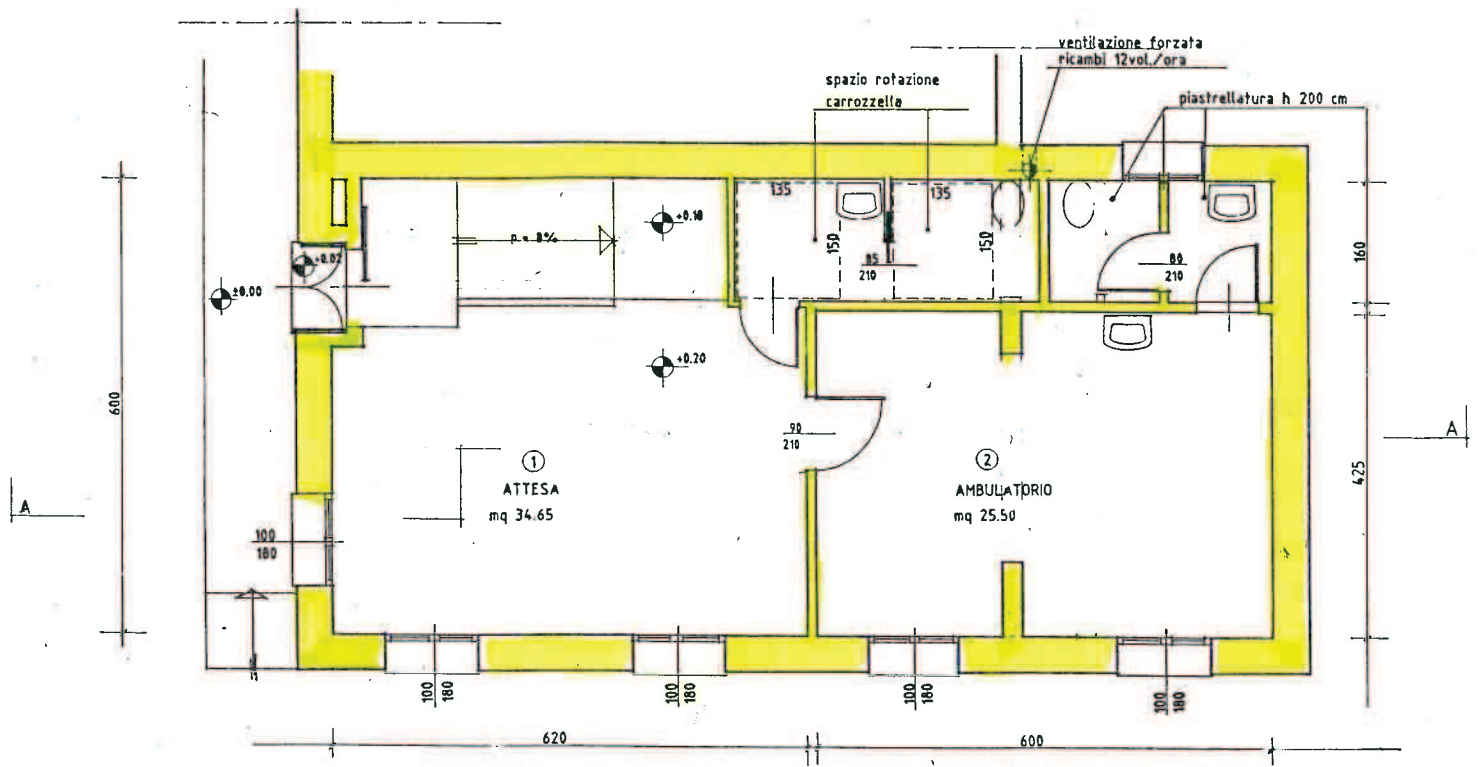 ventilazione forzata
ricambi 12vol./ora
spazio rotazione
carrozzella
piastrellatura h 200 cm
135
135
+0.18
p = 8%
150
150
+0.02
±0.00
85
210
80
210
160
+0.20
600
90
210
A
425
1
ATTESA
mq 34.65
2
AMBULATORIO
mq 25.50
A
100
180
100
180
100
180
100
180
100
180
620
600